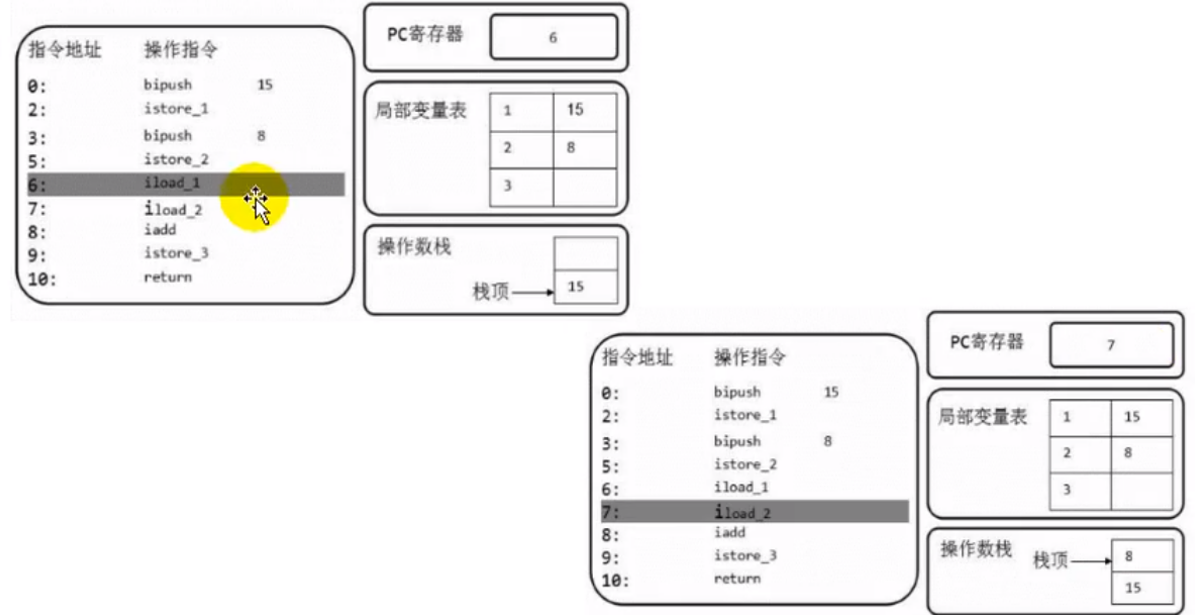 指令地址 操作指令
0: bipush 15
2: istore_1
3: bipush 8
5: istore_2
6: iload_1
7: iload_2
8: iadd
9: istore_3
10: return
PC寄存器 6
局部变量表 1 15
2 8
3
操作数栈
栈顶 15
指令地址 操作指令
0: bipush 15
2: istore_1
3: bipush 8
5: istore_2
6: iload_1
7: iload_2
8: iadd
9: istore_3
10: return
PC寄存器 7
局部变量表 1 15
2 8
3
操作数栈 栈顶 8
15